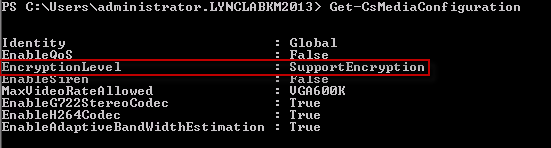 PS C:\Users\administrator.LYNCLABKM2013> Get-CsMediaConfiguration
Identity : Global
EnableQoS : False
EncryptionLevel : SupportEncryption
EnableSiren : False
MaxVideoRateAllowed : VGA600K
EnableG722StereoCodec : True
EnableH264Codec : True
EnableAdaptiveBandWidthEstimation : True